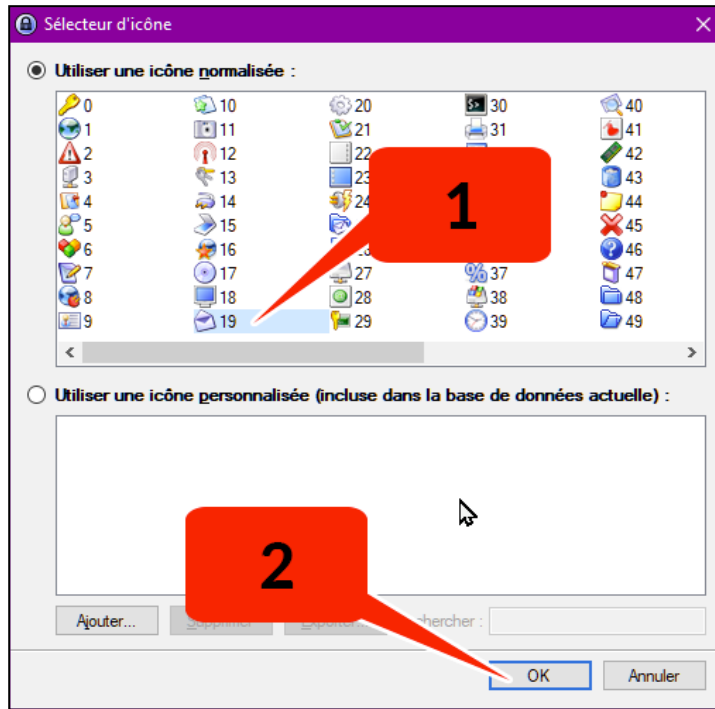 Sélecteur d'icône
Utiliser une icône normalisée :
0 10 20 30 40
1 11 21 31 41
2 12 22 42
3 13 23 43
4 14 24 44
5 15 45
6 16 46
7 17 27 37 47
8 18 28 38 48
9 19 29 39 49
1
Utiliser une icône personnalisée (incluse dans la base de données actuelle) :
2
Ajouter...
OK Annuler